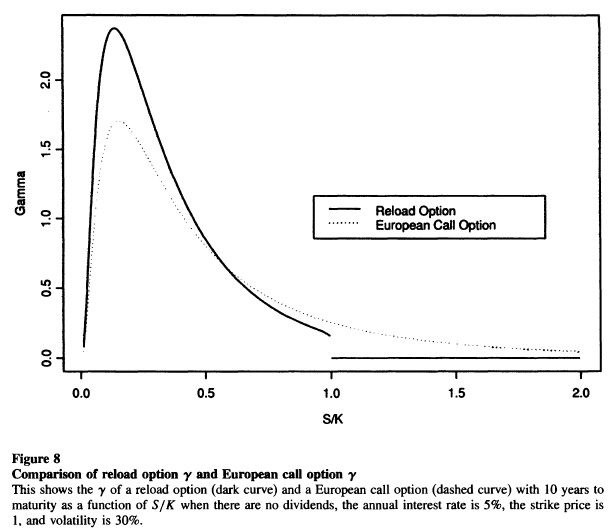 2.0
1.5
1.0
0.5
0.0
Gamma
Reload Option
European Call Option
0.0 0.5 1.0 1.5 2.0
S/K
Figure 8
Comparison of reload option γ and European call option γ
This shows the γ of a reload option (dark curve) and a European call option (dashed curve) with 10 years to
maturity as a function of S/K when there are no dividends, the annual interest rate is 5%, the strike price is
1, and volatility is 30%.